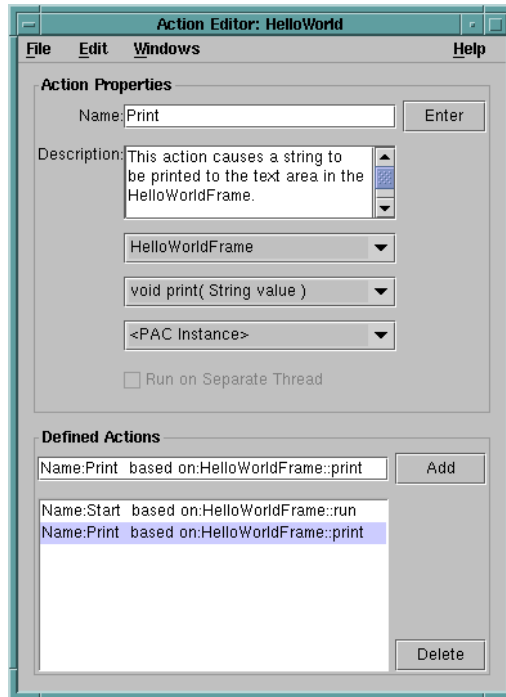 Action Editor: HelloWorld
File Edit Windows Help
Action Properties
Name: Print Enter
Description: This action causes a string to
be printed to the text area in the
HelloWorldFrame.
HelloWorldFrame
void print( String value )
<PAC Instance>
Run on Separate Thread
Defined Actions
Name:Print based on:HelloWorldFrame::print Add
Name:Start based on:HelloWorldFrame::run
Name:Print based on:HelloWorldFrame::print
Delete